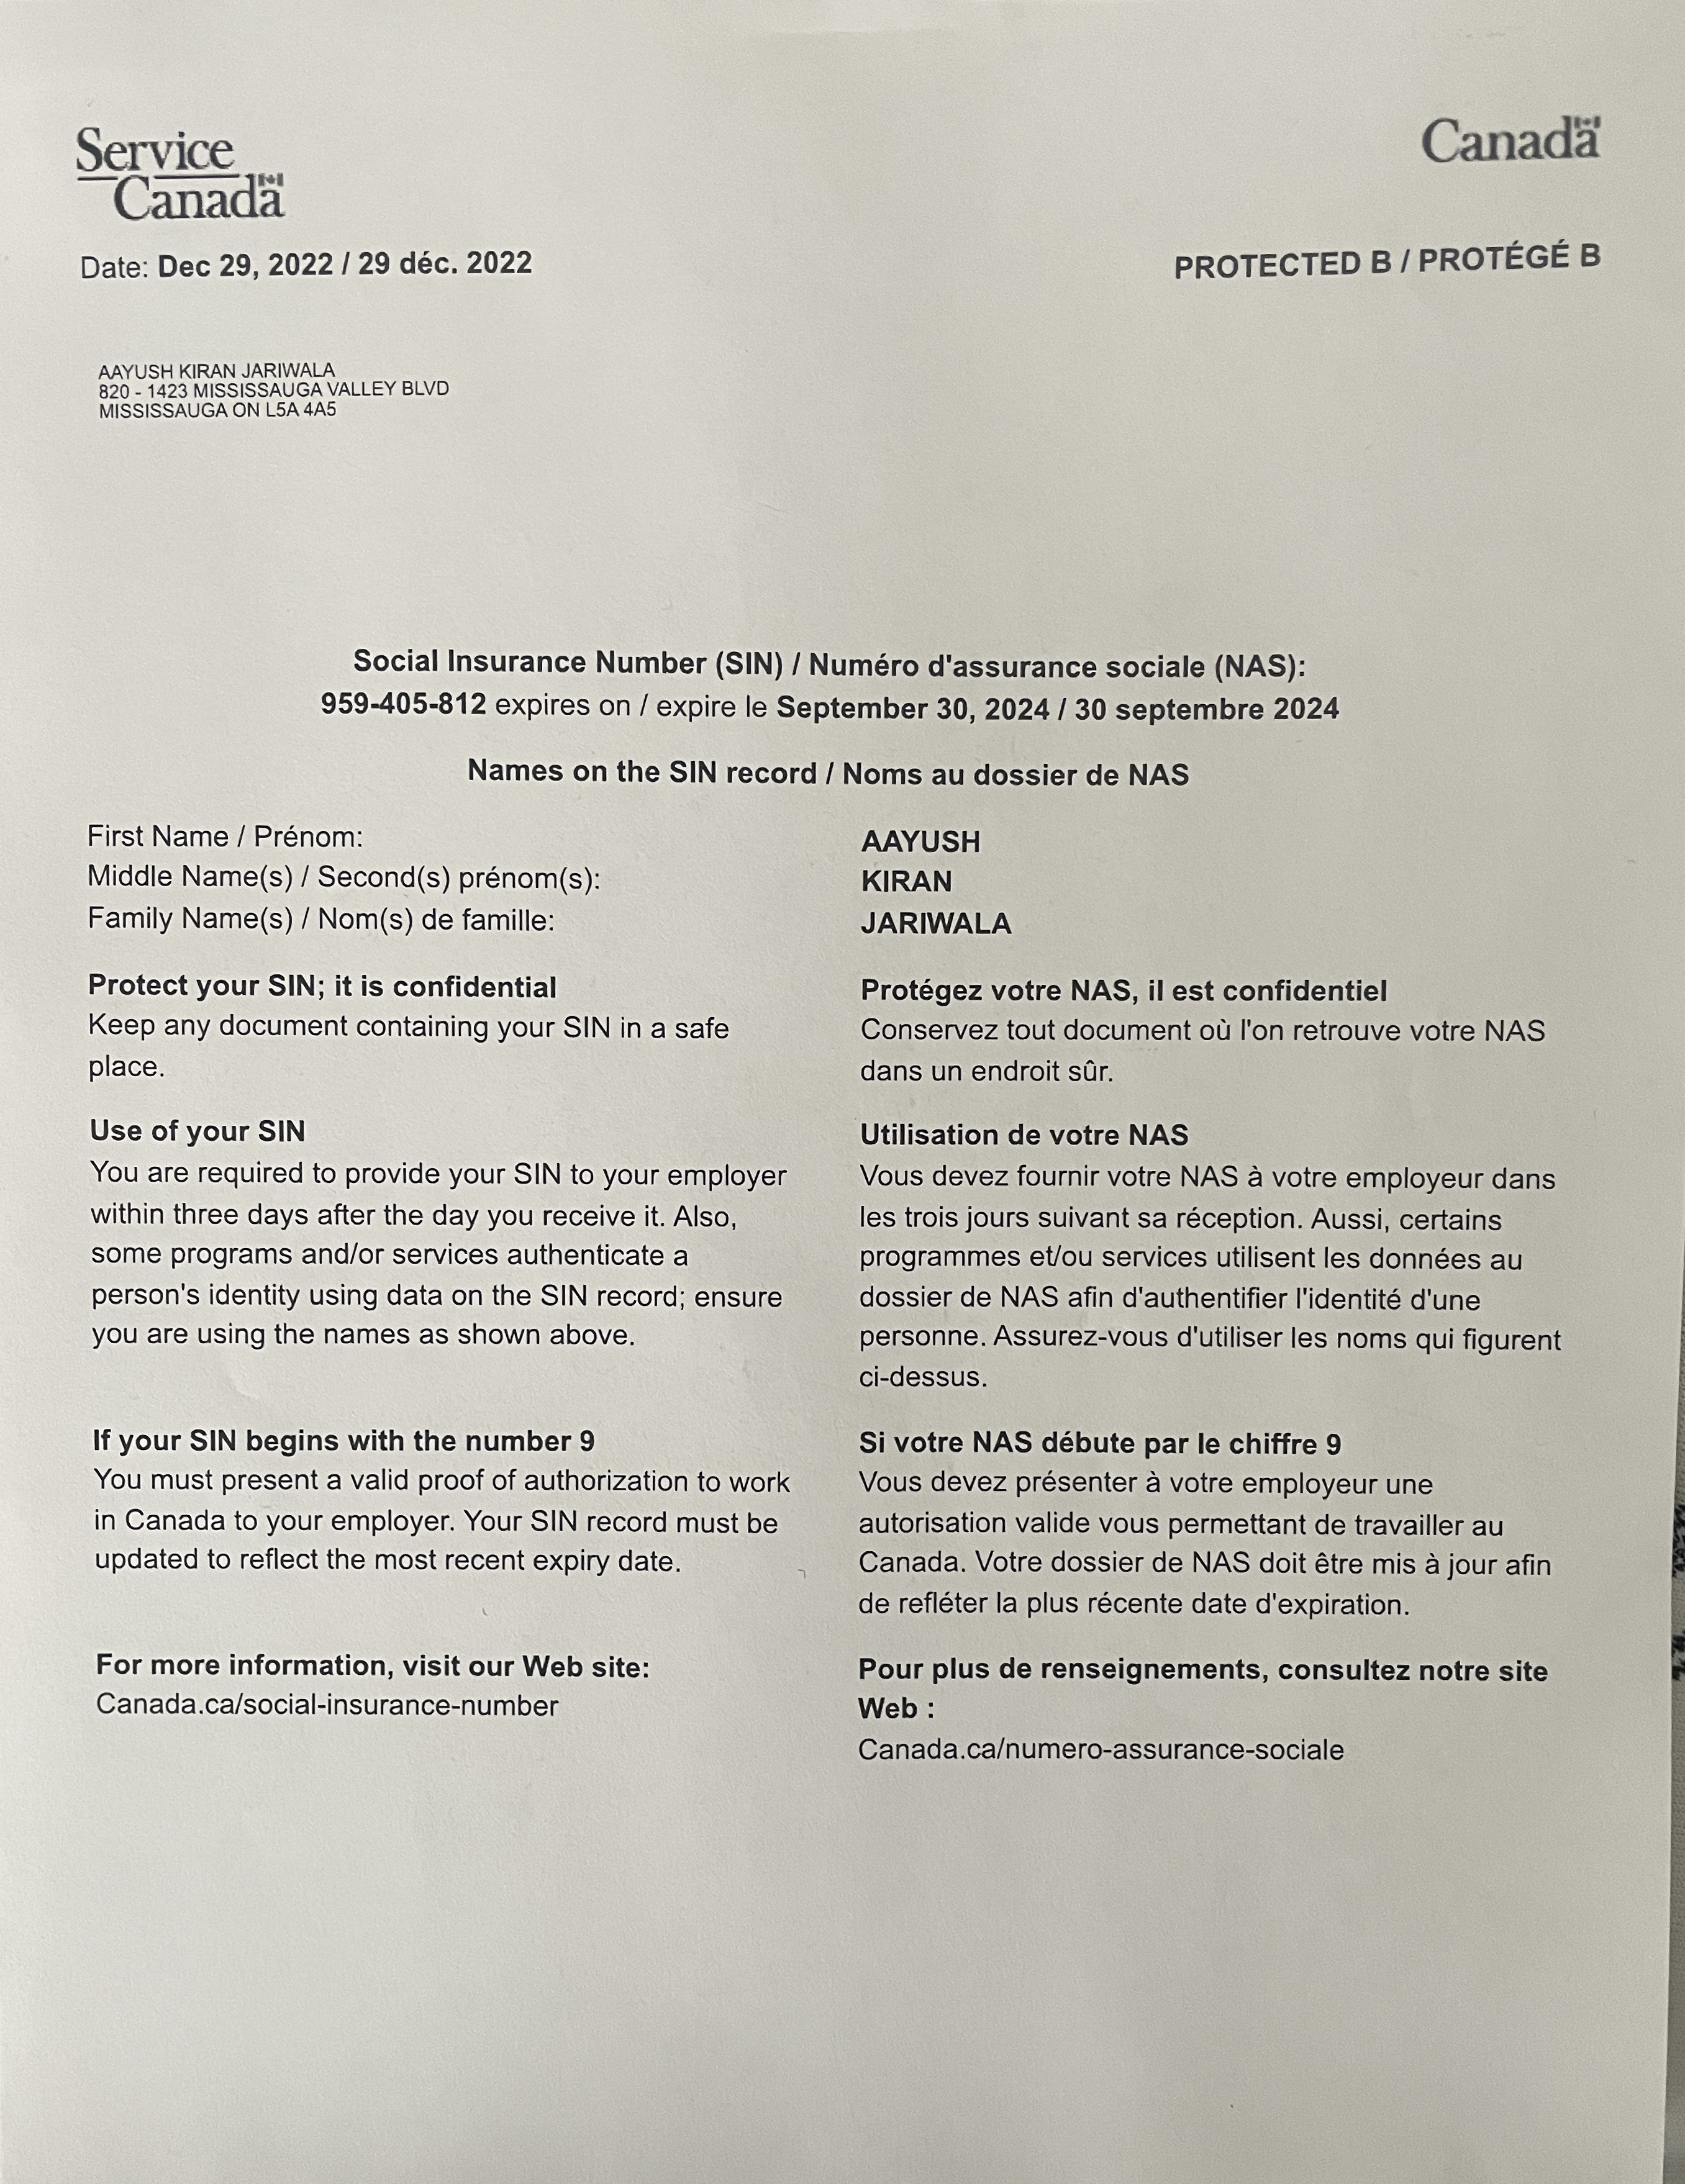 Service
Canada
Canada
Date: Dec 29, 2022 / 29 déc. 2022
PROTECTED B / PROTÉGÉ B
AAYUSH KIRAN JARIWALA
820 - 1423 MISSISSAUGA VALLEY BLVD
MISSISSAUGA ON L5A 4A5
Social Insurance Number (SIN) / Numéro d'assurance sociale (NAS):
959-405-812 expires on / expire le September 30, 2024 / 30 septembre 2024
Names on the SIN record / Noms au dossier de NAS
First Name / Prénom: AAYUSH
Middle Name(s) / Second(s) prénom(s): KIRAN
Family Name(s) / Nom(s) de famille: JARIWALA
Protect your SIN; it is confidential
Keep any document containing your SIN in a safe
place.
Protégez votre NAS, il est confidentiel
Conservez tout document où l'on retrouve votre NAS
dans un endroit sûr.
Use of your SIN
You are required to provide your SIN to your employer
within three days after the day you receive it. Also,
some programs and/or services authenticate a
person's identity using data on the SIN record; ensure
you are using the names as shown above.
Utilisation de votre NAS
Vous devez fournir votre NAS à votre employeur dans
les trois jours suivant sa réception. Aussi, certains
programmes et/ou services utilisent les données au
dossier de NAS afin d'authentifier l'identité d'une
personne. Assurez-vous d'utiliser les noms qui figurent
ci-dessus.
If your SIN begins with the number 9
You must present a valid proof of authorization to work
in Canada to your employer. Your SIN record must be
updated to reflect the most recent expiry date.
Si votre NAS débute par le chiffre 9
Vous devez présenter à votre employeur une
autorisation valide vous permettant de travailler au
Canada. Votre dossier de NAS doit être mis à jour afin
de refléter la plus récente date d'expiration.
For more information, visit our Web site:
Canada.ca/social-insurance-number
Pour plus de renseignements, consultez notre site
Web :
Canada.ca/numero-assurance-sociale